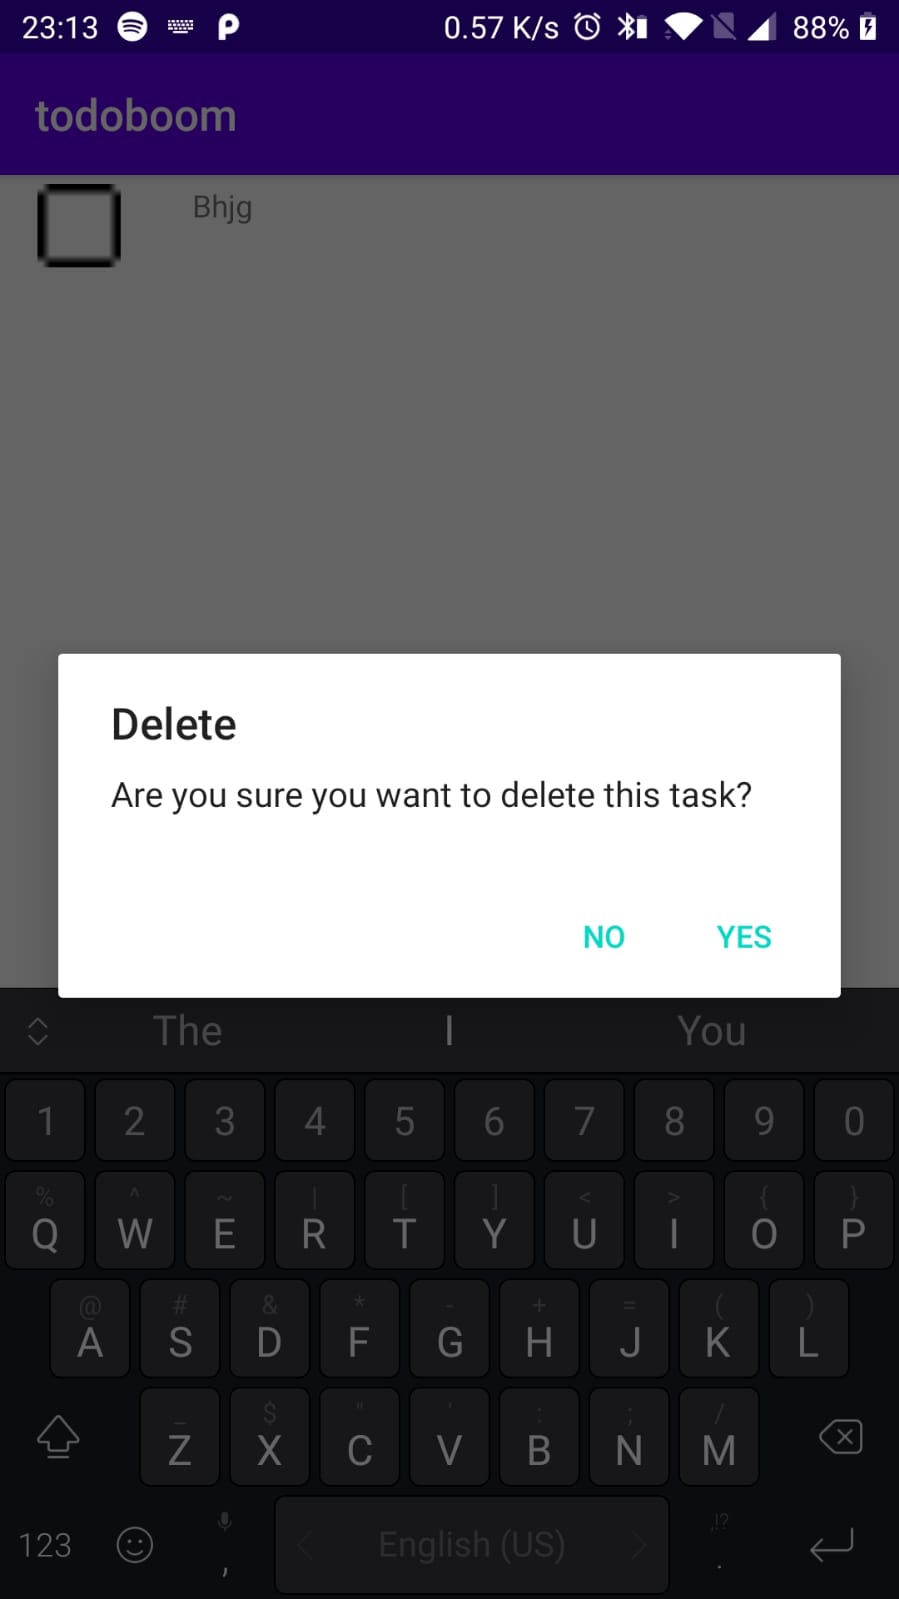 23:13 0.57 K/s 88%
todoboom
Bhjg
Delete
Are you sure you want to delete this task?
NO YES
The I You
1 2 3 4 5 6 7 8 9 0
% ^ ~ | [ ] < > { }
Q W E R T Y U I O P
@ # & * - + = ( )
A S D F G H J K L
_ $ " ' : ; /
Z X C V B N M
,!?
123 , English (US) .